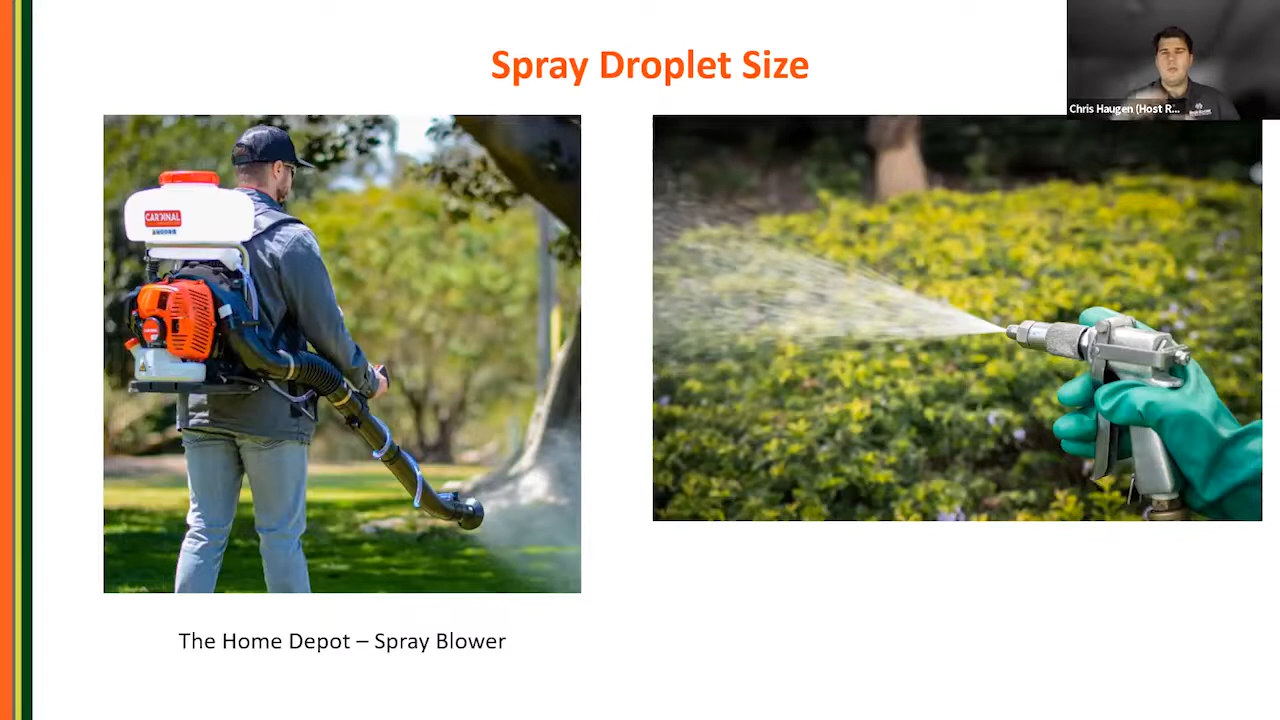 Spray Droplet Size
Chris Haugen (Host R...
CARDINAL
The Home Depot – Spray Blower